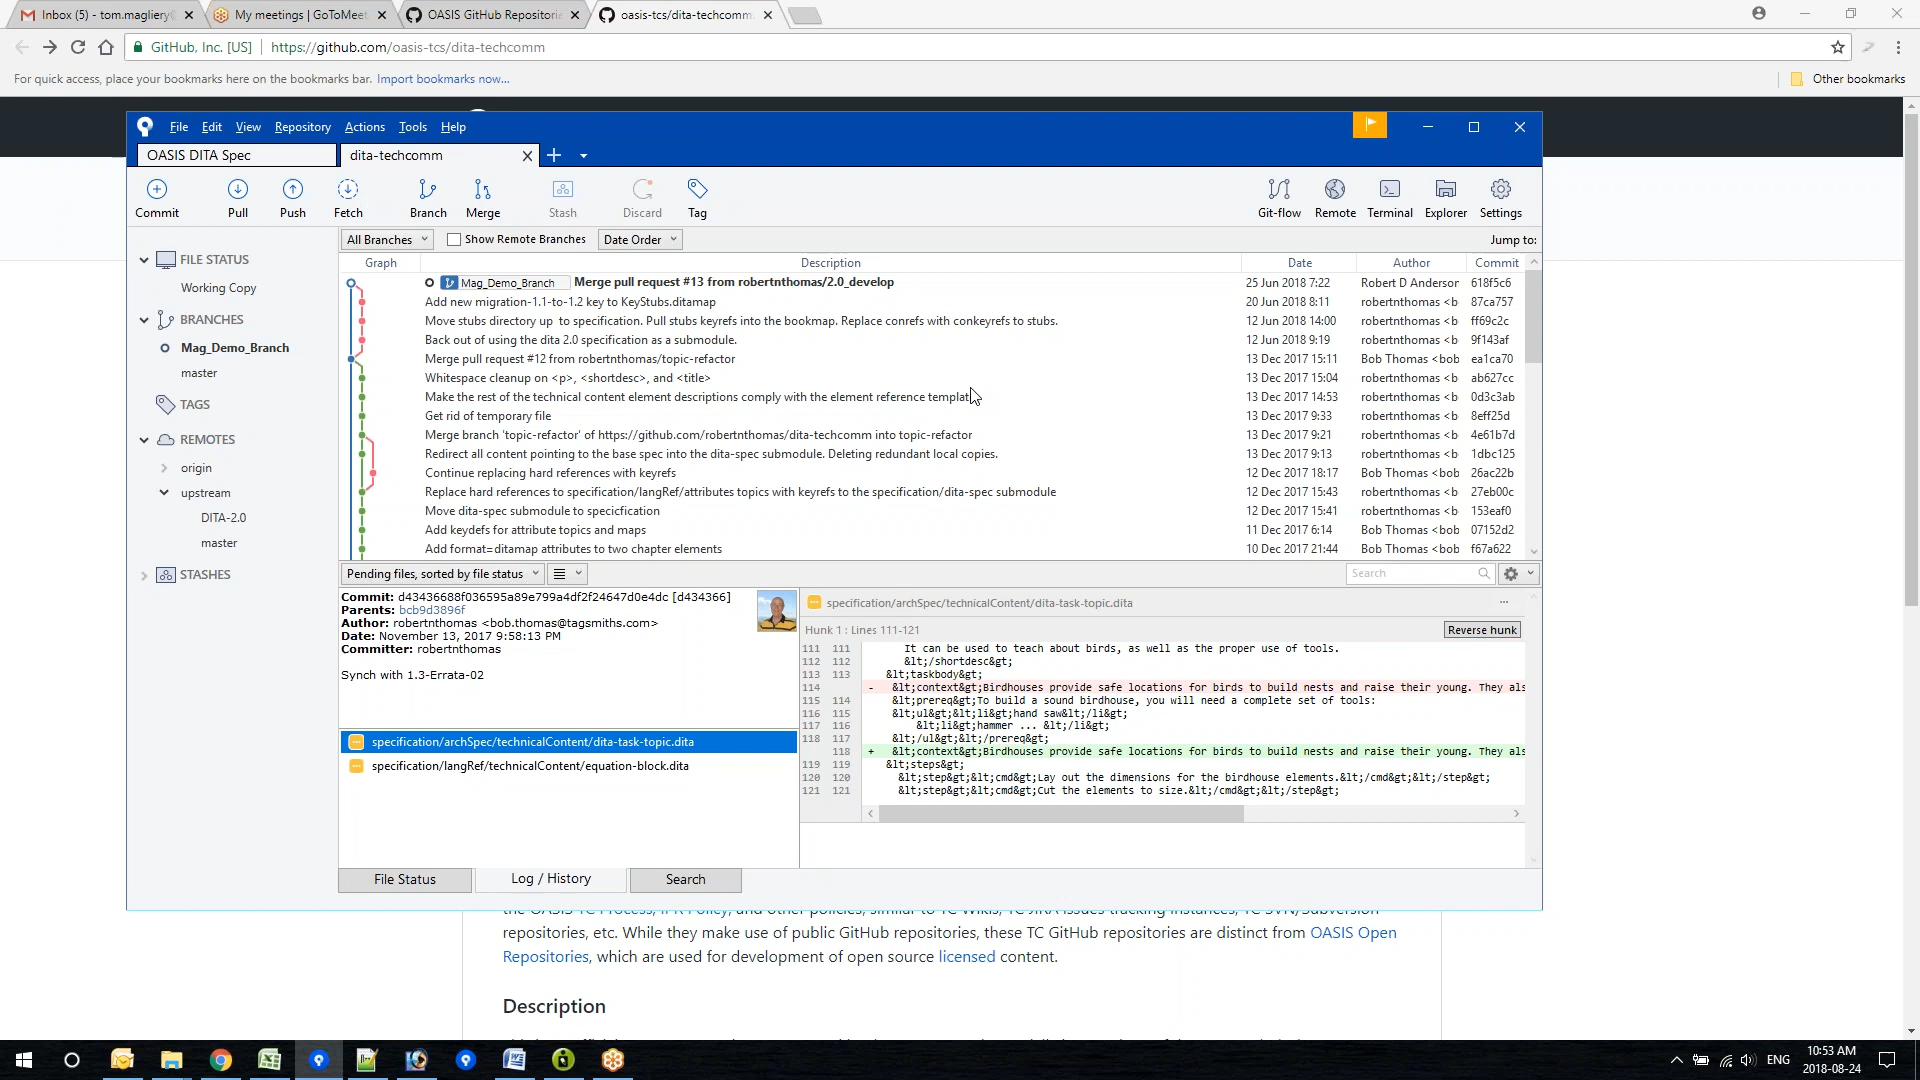 Inbox (5) - tom.magliery
My meetings | GoToMeet
OASIS GitHub Repositori
oasis-tcs/dita-techcomm
GitHub, Inc. [US]
https://github.com/oasis-tcs/dita-techcomm
For quick access, place your bookmarks here on the bookmarks bar. Import bookmarks now...
Other bookmarks
File Edit View Repository Actions Tools Help
OASIS DITA Spec
dita-techcomm
Commit Pull Push Fetch Branch Merge Stash Discard Tag Git-flow Remote Terminal Explorer Settings
FILE STATUS
Working Copy
BRANCHES
Mag_Demo_Branch
master
TAGS
REMOTES
origin
upstream
DITA-2.0
master
STASHES
All Branches Show Remote Branches Date Order Jump to:
Graph Description Date Author Commit
Mag_Demo_Branch Merge pull request #13 from robertnthomas/2.0_develop 25 Jun 2018 7:22 Robert D Anderson 618f5c6
Add new migration-1.1-to-1.2 key to KeyStubs.ditamap 20 Jun 2018 8:11 robertnthomas <b 87ca757
Move stubs directory up to specification. Pull stubs keyrefs into the bookmap. Replace conrefs with conkeyrefs to stubs. 12 Jun 2018 14:00 robertnthomas <b ff69c2c
Back out of using the dita 2.0 specification as a submodule. 12 Jun 2018 9:19 robertnthomas <b 9f143af
Merge pull request #12 from robertnthomas/topic-refactor 13 Dec 2017 15:11 Bob Thomas <bob ea1ca70
Whitespace cleanup on <p>, <shortdesc>, and <title> 13 Dec 2017 15:04 robertnthomas <b ab627cc
Make the rest of the technical content element descriptions comply with the element reference template 13 Dec 2017 14:53 robertnthomas <b 0d3c3ab
Get rid of temporary file 13 Dec 2017 9:33 robertnthomas <b 8eff25d
Merge branch 'topic-refactor' of https://github.com/robertnthomas/dita-techcomm into topic-refactor 13 Dec 2017 9:21 robertnthomas <b 4e61b7d
Redirect all content pointing to the base spec into the dita-spec submodule. Deleting redundant local copies. 13 Dec 2017 9:13 robertnthomas <b 1dbc125
Continue replacing hard references with keyrefs 12 Dec 2017 18:17 Bob Thomas <bob 26ac22b
Replace hard references to specification/langRef/attributes topics with keyrefs to the specification/dita-spec submodule 12 Dec 2017 15:43 robertnthomas <b 27eb00c
Move dita-spec submodule to specicfication 12 Dec 2017 15:41 robertnthomas <b 153eaf0
Add keydefs for attribute topics and maps 11 Dec 2017 6:14 Bob Thomas <bob 07152d2
Add format=ditamap attributes to two chapter elements 10 Dec 2017 21:44 Bob Thomas <bob f67a622
Pending files, sorted by file status
Search
Commit: d43436688f036595a89e799a4df2f24647d0e4dc [d434366]
Parents: bcb9d3896f
Author: robertnthomas <bob.thomas@tagsmiths.com>
Date: November 13, 2017 9:58:13 PM
Committer: robertnthomas
Synch with 1.3-Errata-02
specification/archSpec/technicalContent/dita-task-topic.dita
specification/langRef/technicalContent/equation-block.dita
specification/archSpec/technicalContent/dita-task-topic.dita
Hunk 1 : Lines 111-121
Reverse hunk
111 111 It can be used to teach about birds, as well as the proper use of tools.
112 112 &lt;/shortdesc&gt;
113 113 &lt;taskbody&gt;
114 - &lt;context&gt;Birdhouses provide safe locations for birds to build nests and raise their young. They als
115 114 &lt;prereq&gt;To build a sound birdhouse, you will need a complete set of tools:
116 115 &lt;ul&gt;&lt;li&gt;hand saw&lt;/li&gt;
117 116 &lt;li&gt;hammer ... &lt;/li&gt;
118 117 &lt;/ul&gt;&lt;/prereq&gt;
118 + &lt;context&gt;Birdhouses provide safe locations for birds to build nests and raise their young. They als
119 119 &lt;steps&gt;
120 120 &lt;step&gt;&lt;cmd&gt;Lay out the dimensions for the birdhouse elements.&lt;/cmd&gt;&lt;/step&gt;
121 121 &lt;step&gt;&lt;cmd&gt;Cut the elements to size.&lt;/cmd&gt;&lt;/step&gt;
File Status Log / History Search
the OASIS TC Process, IPR Policy, and other policies, similar to TC Wikis, TC JIRA issues tracking instances, TC SVN/Subversion
repositories, etc. While they make use of public GitHub repositories, these TC GitHub repositories are distinct from OASIS Open
Repositories, which are used for development of open source licensed content.
Description
ENG
10:53 AM
2018-08-24